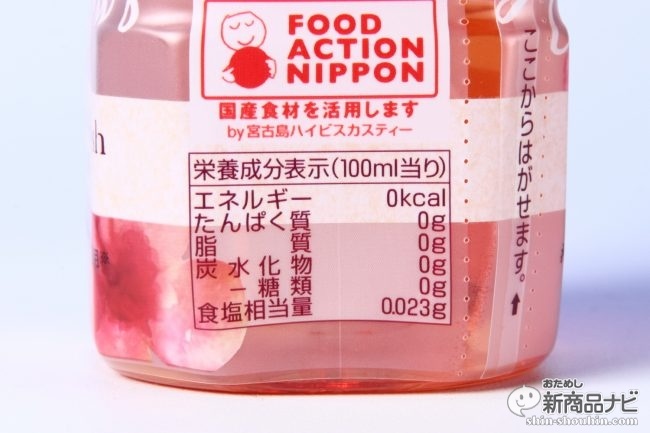 FOOD
ACTION
NIPPON
国産食材を活用します
by宮古島ハイビスカスティー
栄養成分表示(100ml当り)
エネルギー 0kcal
たんぱく質 0g
脂質 0g
炭水化物 0g
－糖類 0g
食塩相当量 0.023g
ここからはがせます。↑
おためし
新商品ナビ
shin-shouhin.com